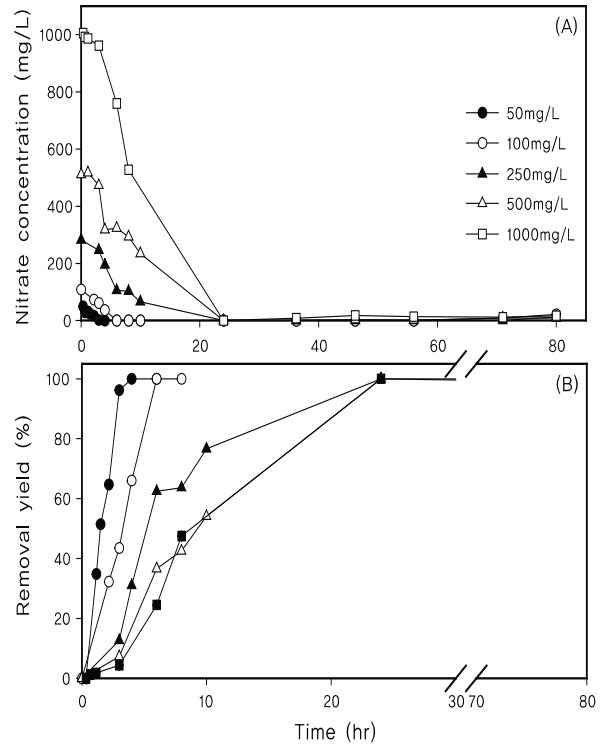 (A)
Nitrate concentration (mg/L)
1000
800
600
400
200
0
50mg/L
100mg/L
250mg/L
500mg/L
1000mg/L
0 20 40 60 80
(B)
Removal yield (%)
100
80
60
40
20
0
0 10 20 30 70 80
Time (hr)